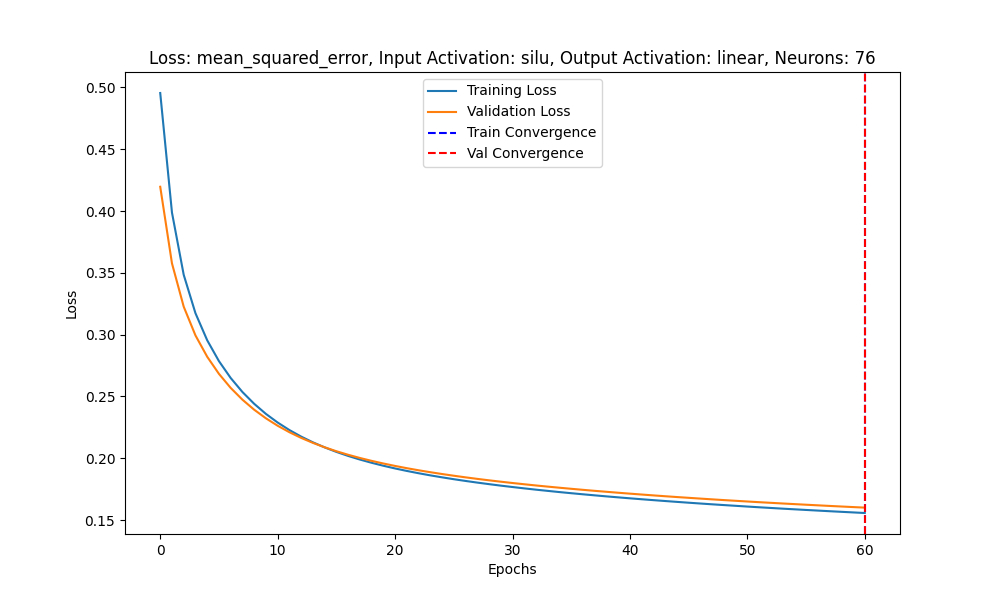 Loss: mean_squared_error, Input Activation: silu, Output Activation: linear, Neurons: 76
Training Loss
Validation Loss
Train Convergence
Val Convergence
0.50
0.45
0.40
0.35
0.30
0.25
0.20
0.15
Loss
0 10 20 30 40 50 60
Epochs